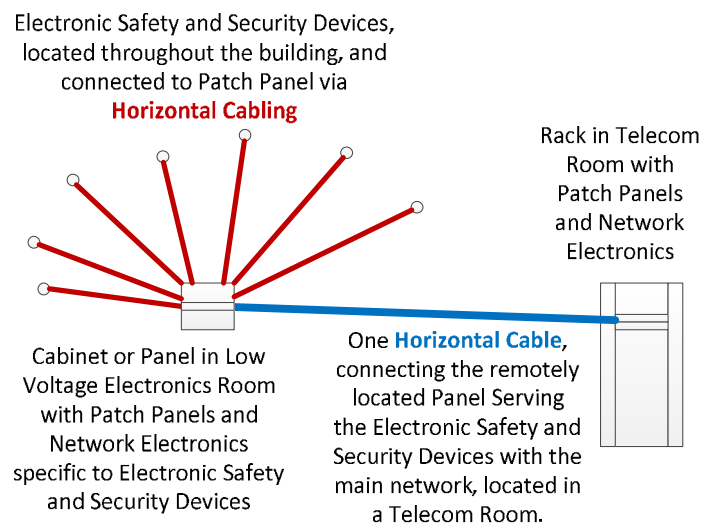 Electronic Safety and Security Devices,
located throughout the building, and
connected to Patch Panel via
Horizontal Cabling
Rack in Telecom
Room with
Patch Panels
and Network
Electronics
Cabinet or Panel in Low
Voltage Electronics Room
with Patch Panels and
Network Electronics
specific to Electronic Safety
and Security Devices
One Horizontal Cable,
connecting the remotely
located Panel Serving
the Electronic Safety and
Security Devices with the
main network, located in
a Telecom Room.